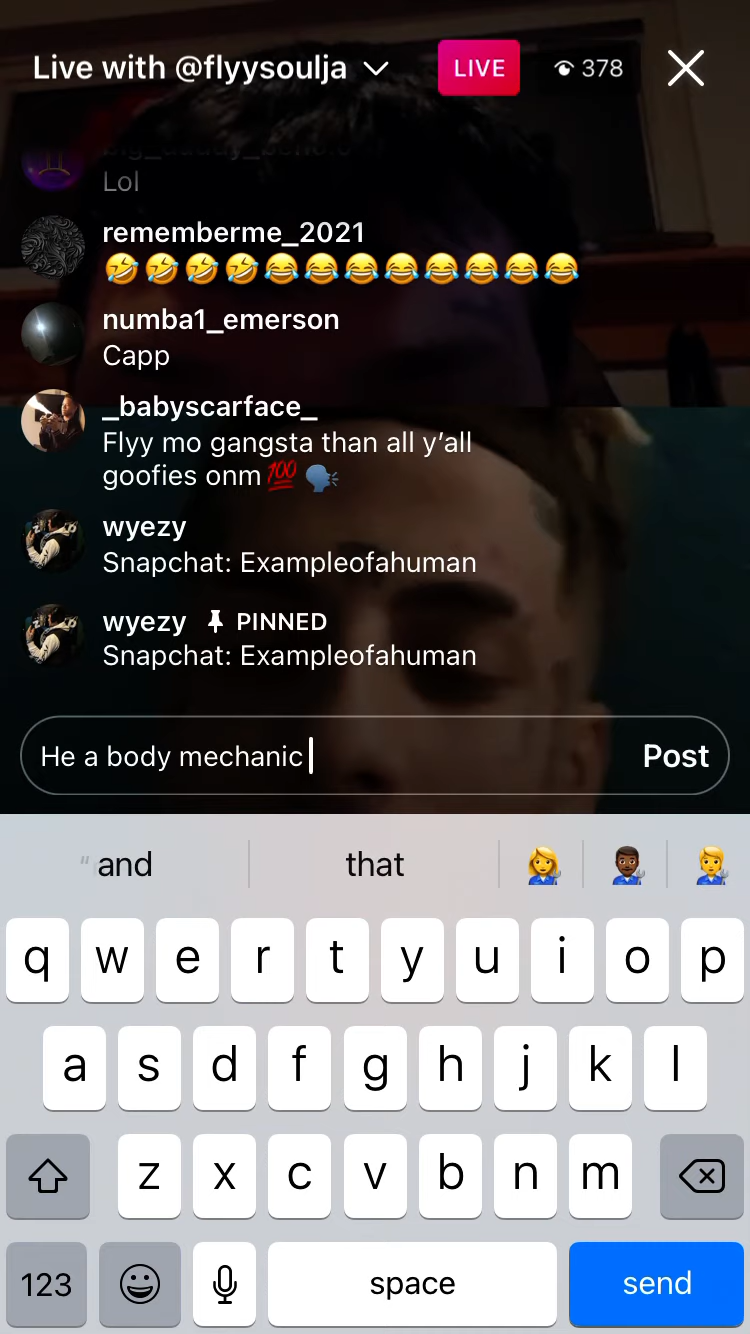 Live with @flyysoulja
LIVE
378
Lol
rememberme_2021
🤣🤣🤣🤣😂😂😂😂😂😂😂😂
numba1_emerson
Capp
_babyscarface_
Flyy mo gangsta than all y’all
goofies onm💯🗣️
wyezy
Snapchat: Exampleofahuman
wyezy PINNED
Snapchat: Exampleofahuman
He a body mechanic
Post
“and that 👩‍🔧 👨🏿‍🔧 🧑‍🔧
q w e r t y u i o p
a s d f g h j k l
z x c v b n m
123 space send